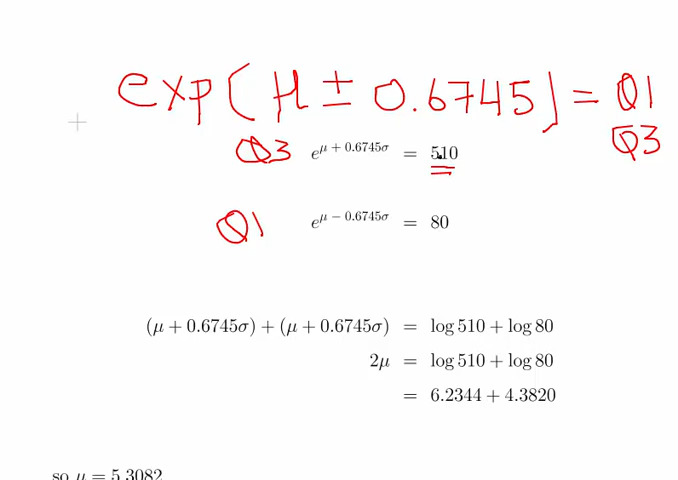 exp(μ ± 0.6745) = Q1
Q3
Q3 e^{μ + 0.6745σ} = 510
Q1 e^{μ − 0.6745σ} = 80
(μ + 0.6745σ) + (μ + 0.6745σ) = log 510 + log 80
2μ = log 510 + log 80
= 6.2344 + 4.3820
so μ = 5.3082